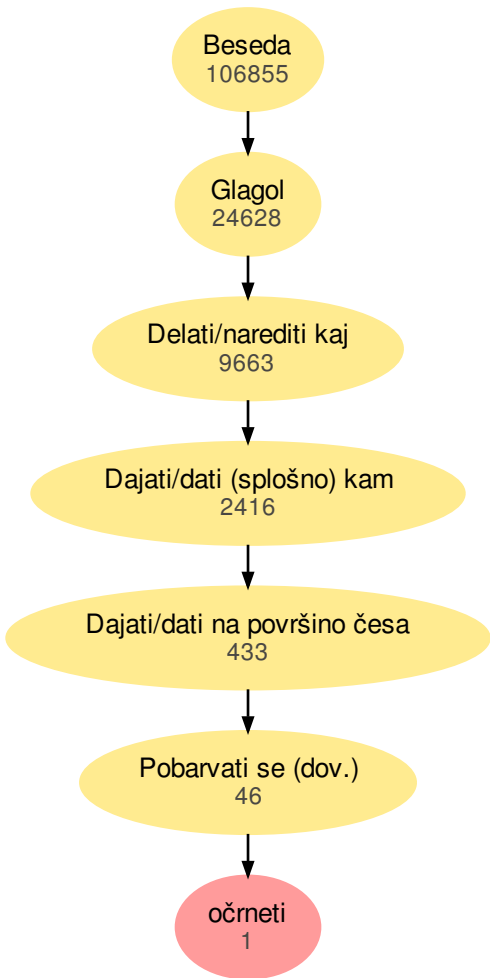 Beseda
106855
Glagol
24628
Delati/narediti kaj
9663
Dajati/dati (splošno) kam
2416
Dajati/dati na površino česa
433
Pobarvati se (dov.)
46
očrneti
1